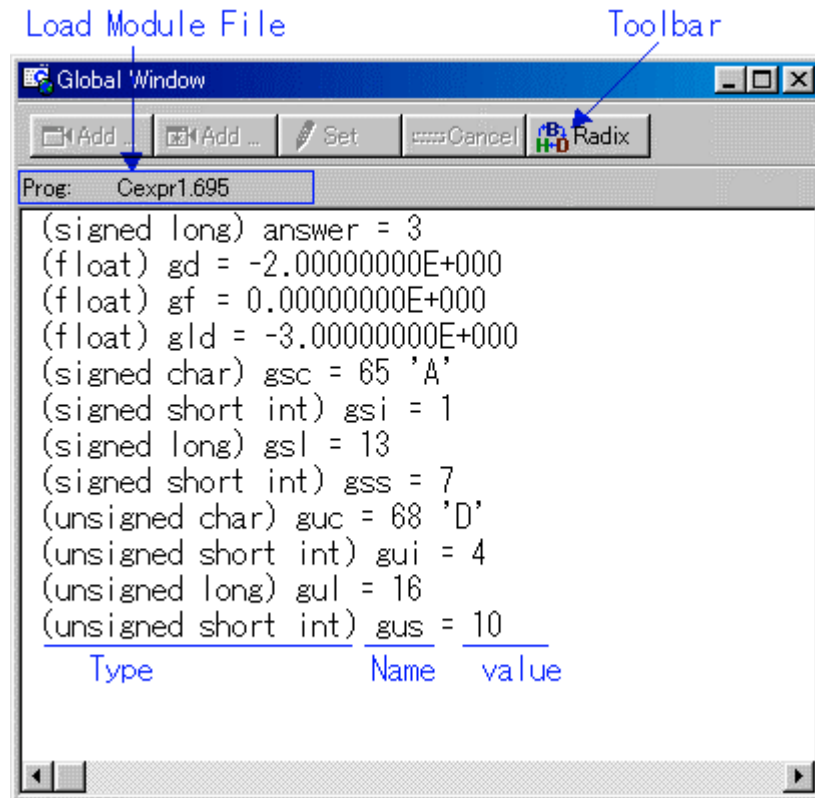 Load Module File Toolbar
Global Window
Add ... Add ... Set Cancel Radix
Prog: Cexpr1.695
(signed long) answer = 3
(float) gd = -2.00000000E+000
(float) gf = 0.00000000E+000
(float) gld = -3.00000000E+000
(signed char) gsc = 65 'A'
(signed short int) gsi = 1
(signed long) gsl = 13
(signed short int) gss = 7
(unsigned char) guc = 68 'D'
(unsigned short int) gui = 4
(unsigned long) gul = 16
(unsigned short int) gus = 10
Type Name value